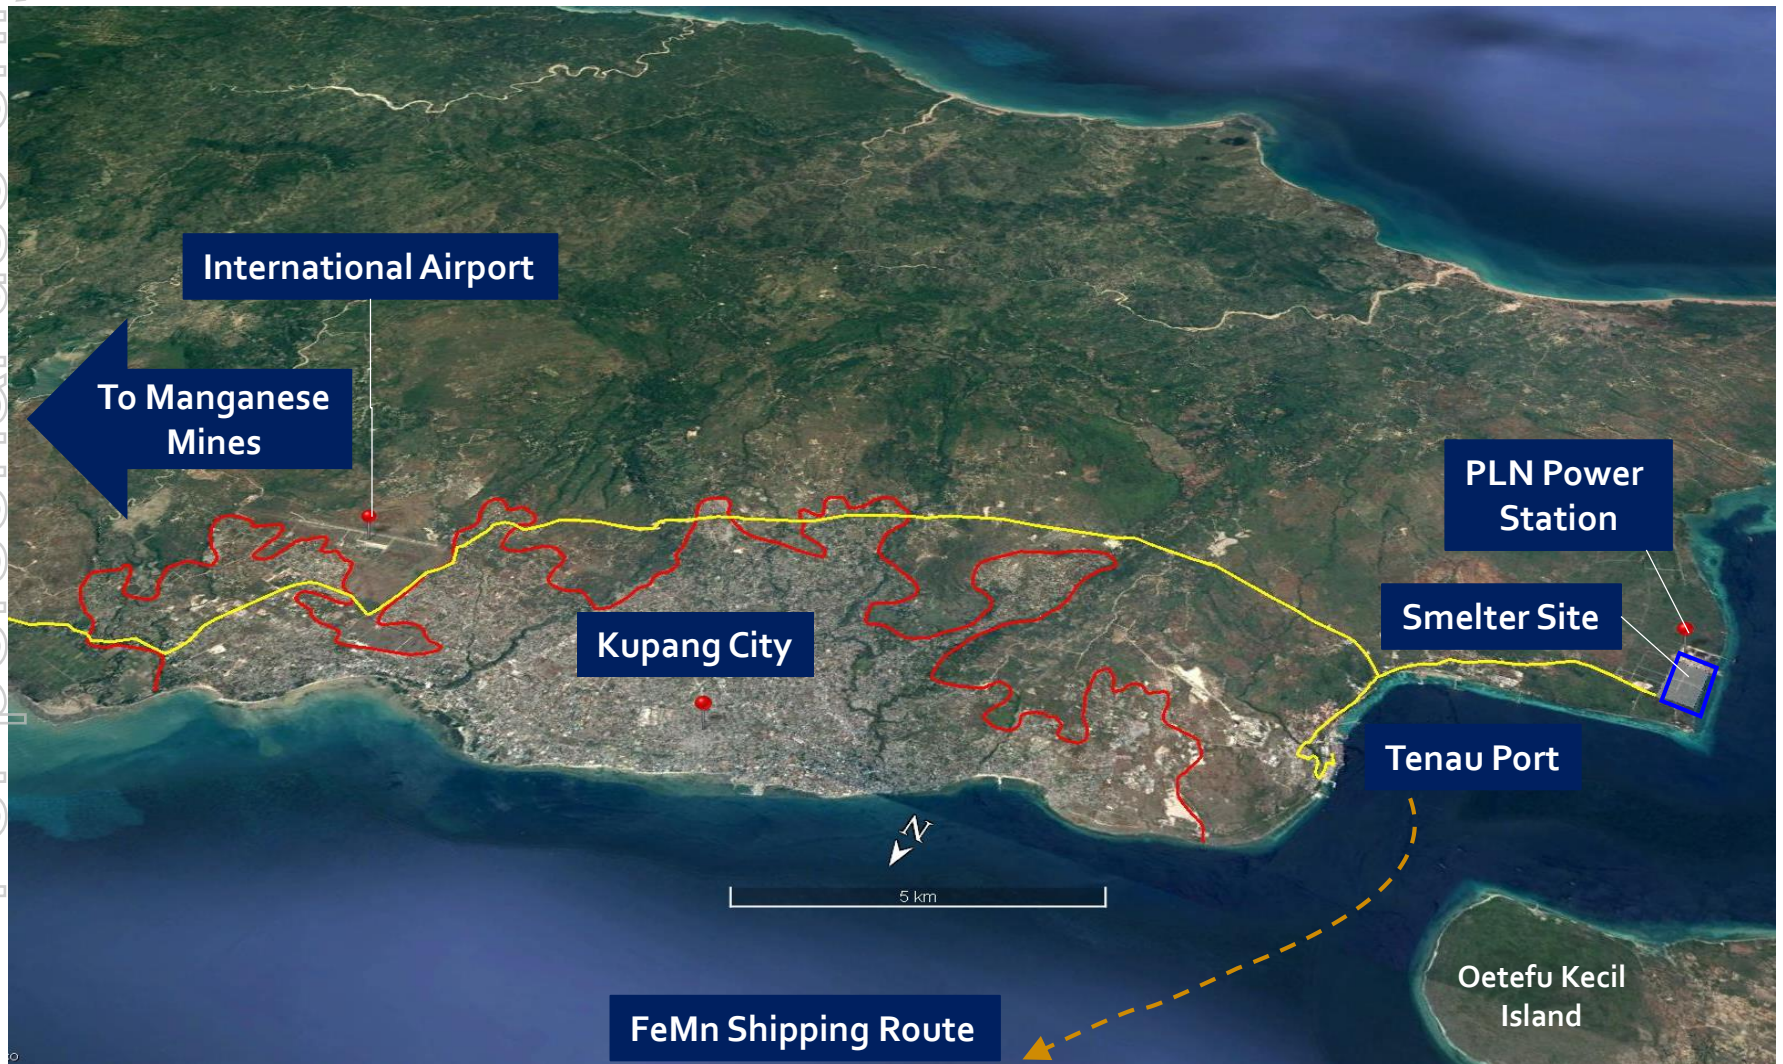 International Airport
To Manganese
Mines
PLN Power
Station
Smelter Site
Kupang City
Tenau Port
N
5 km
Oetefu Kecil
Island
FeMn Shipping Route